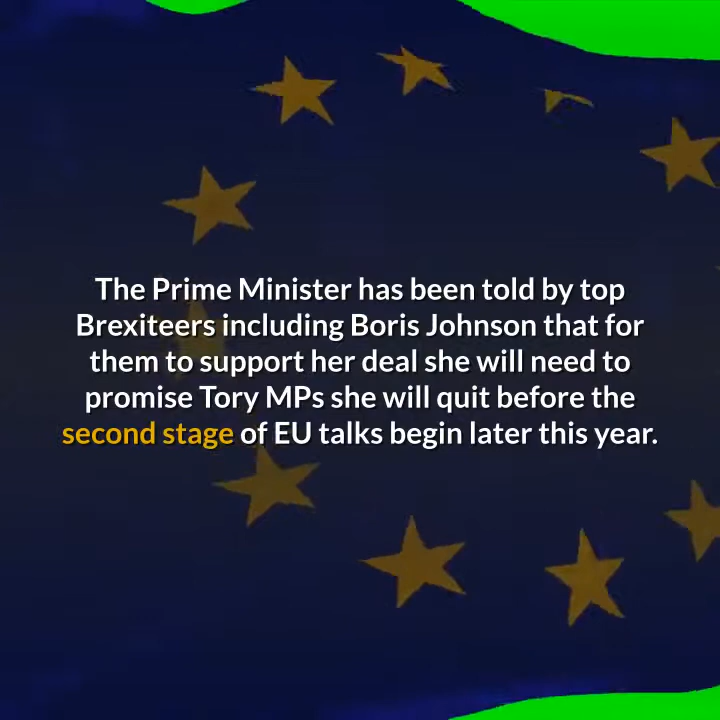 The Prime Minister has been told by top
Brexiteers including Boris Johnson that for
them to support her deal she will need to
promise Tory MPs she will quit before the
second stage of EU talks begin later this year.